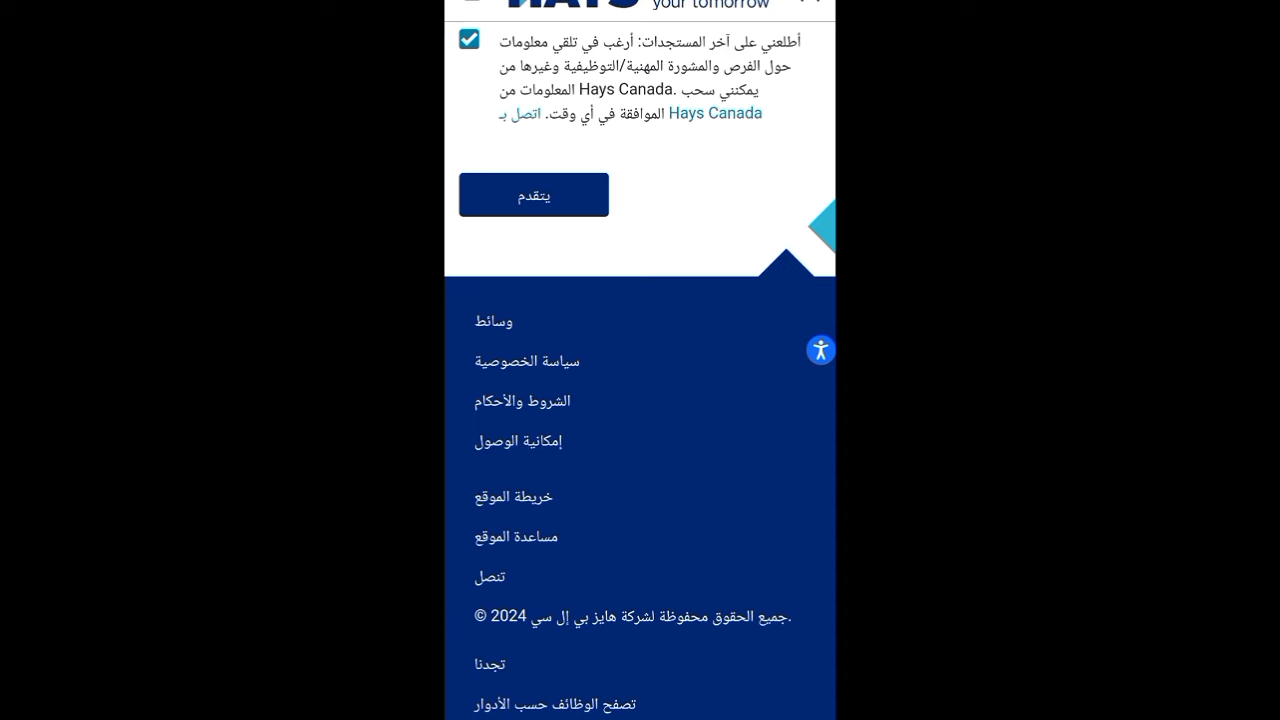 HAYS your tomorrow
أطلعني على آخر المستجدات: أرغب في تلقي معلومات
حول الفرص والمشورة المهنية/التوظيفية وغيرها من
المعلومات من Hays Canada. يمكنني سحب
الموافقة في أي وقت. اتصل بـ Hays Canada
يتقدم
وسائط
سياسة الخصوصية
الشروط والأحكام
إمكانية الوصول
خريطة الموقع
مساعدة الموقع
تنصل
© 2024 جميع الحقوق محفوظة لشركة هايز بي إل سي.
تجدنا
تصفح الوظائف حسب الأدوار